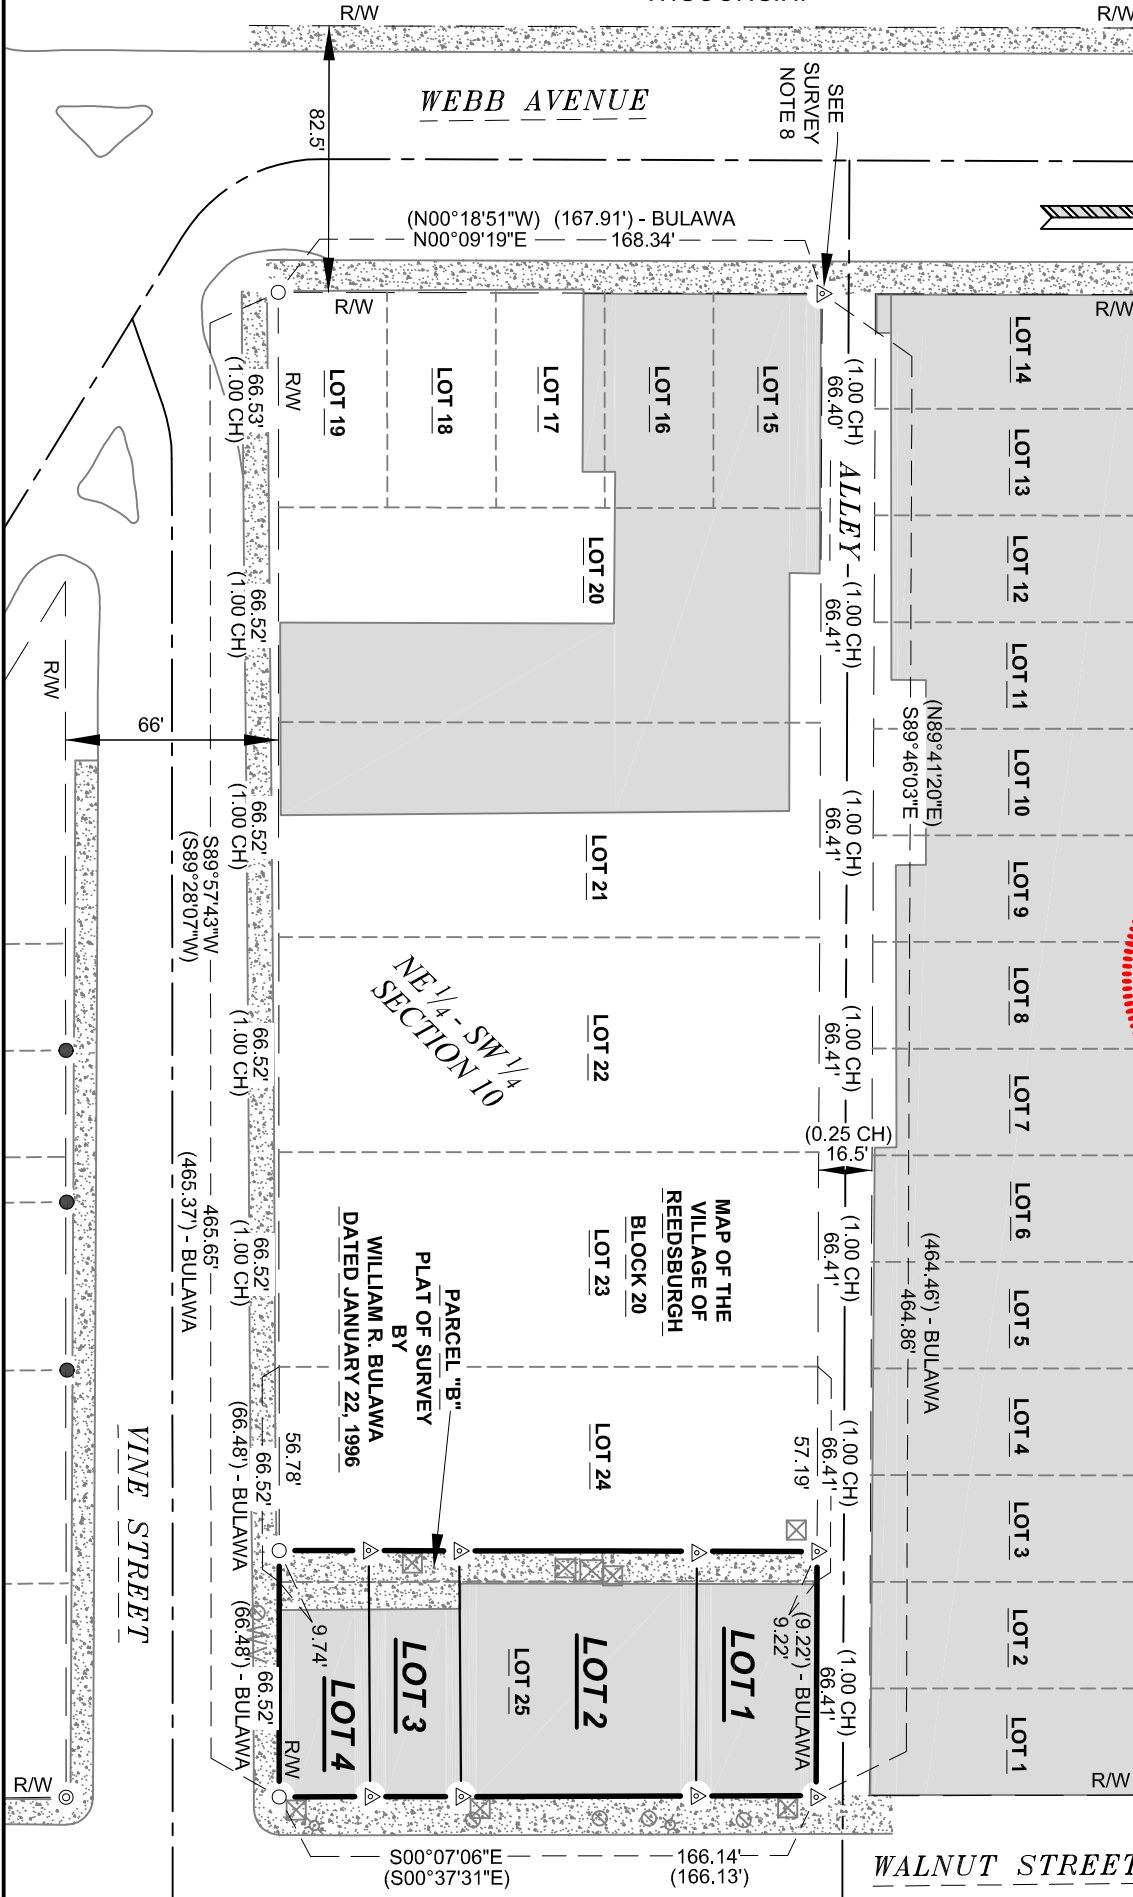 R/W
R/W
WEBB AVENUE
82.5'
SEE
SURVEY
NOTE 8
(N00°18'51"W) (167.91') - BULAWA
N00°09'19"E
168.34'
R/W
R/W
R/W
LOT 19
LOT 18
LOT 17
LOT 16
LOT 15
LOT 14
LOT 13
LOT 12
LOT 11
LOT 10
LOT 9
LOT 8
LOT 7
LOT 6
LOT 5
LOT 4
LOT 3
LOT 2
LOT 1
66.53'
(1.00 CH)
(1.00 CH)
66.40'
ALLEY
LOT 20
66.52'
(1.00 CH)
(1.00 CH)
66.41'
R/W
66'
(N89°41'20"E)
S89°46'03"E
66.52'
(1.00 CH)
(1.00 CH)
66.41'
LOT 21
S89°57'43"W
(S89°28'07"W)
NE 1/4 - SW 1/4
SECTION 10
LOT 22
66.52'
(1.00 CH)
(1.00 CH)
66.41'
(0.25 CH)
16.5'
465.65'
(465.37') - BULAWA
66.52'
(1.00 CH)
(1.00 CH)
66.41'
(464.46') - BULAWA
464.86'
MAP OF THE
VILLAGE OF
REEDSBURGH
BLOCK 20
LOT 23
PARCEL "B"
PLAT OF SURVEY
BY
WILLIAM R. BULAWA
DATED JANUARY 22, 1996
LOT 24
56.78'
66.52'
(66.48') - BULAWA
(1.00 CH)
66.41'
57.19'
VINE STREET
9.74'
(9.22') - BULAWA
9.22'
LOT 1
LOT 2
LOT 25
LOT 3
LOT 4
66.52'
(66.48') - BULAWA
(1.00 CH)
66.41'
R/W
R/W
R/W
S00°07'06"E
(S00°37'31"E)
166.14'
(166.13')
WALNUT STREET